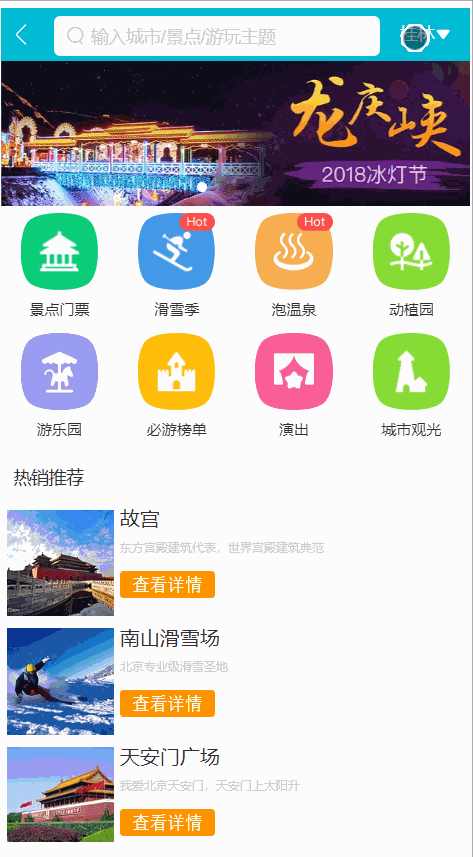 输入城市/景点/游玩主题
桂林
龙庆峡
2018冰灯节
Hot
Hot
景点门票
滑雪季
泡温泉
动植园
游乐园
必游榜单
演出
城市观光
热销推荐
故宫
东方宫殿建筑代表，世界宫殿建筑典范
查看详情
南山滑雪场
北京专业级滑雪圣地
查看详情
天安门广场
我爱北京天安门，天安门上太阳升
查看详情